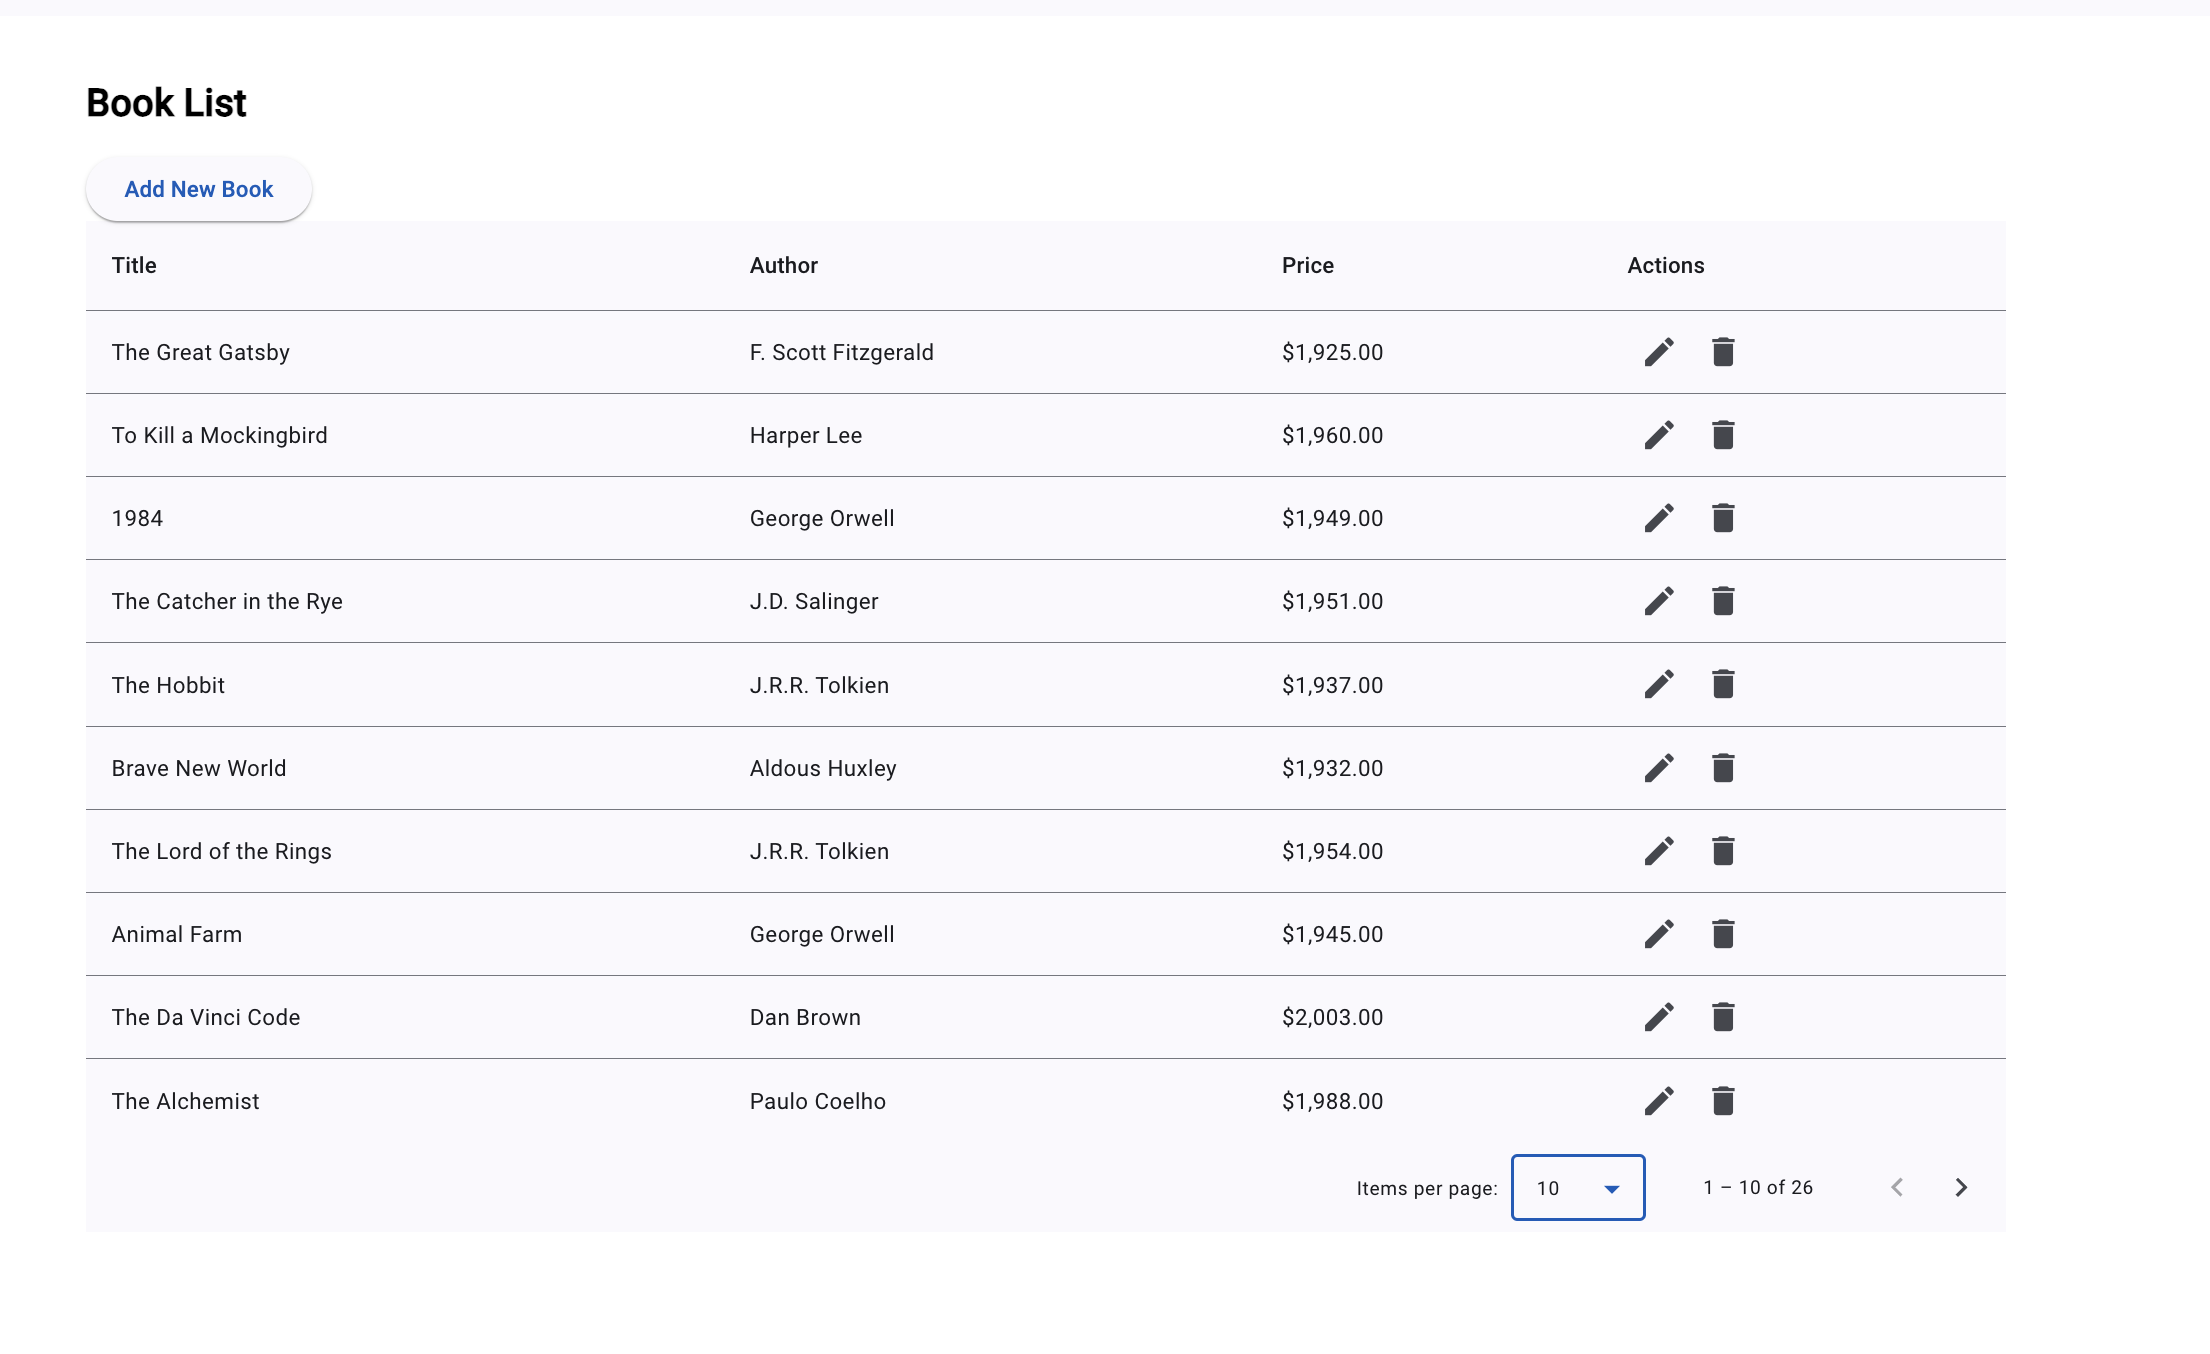 Book List
Add New Book
Title Author Price Actions
The Great Gatsby F. Scott Fitzgerald $1,925.00
To Kill a Mockingbird Harper Lee $1,960.00
1984 George Orwell $1,949.00
The Catcher in the Rye J.D. Salinger $1,951.00
The Hobbit J.R.R. Tolkien $1,937.00
Brave New World Aldous Huxley $1,932.00
The Lord of the Rings J.R.R. Tolkien $1,954.00
Animal Farm George Orwell $1,945.00
The Da Vinci Code Dan Brown $2,003.00
The Alchemist Paulo Coelho $1,988.00
Items per page: 10 1 – 10 of 26